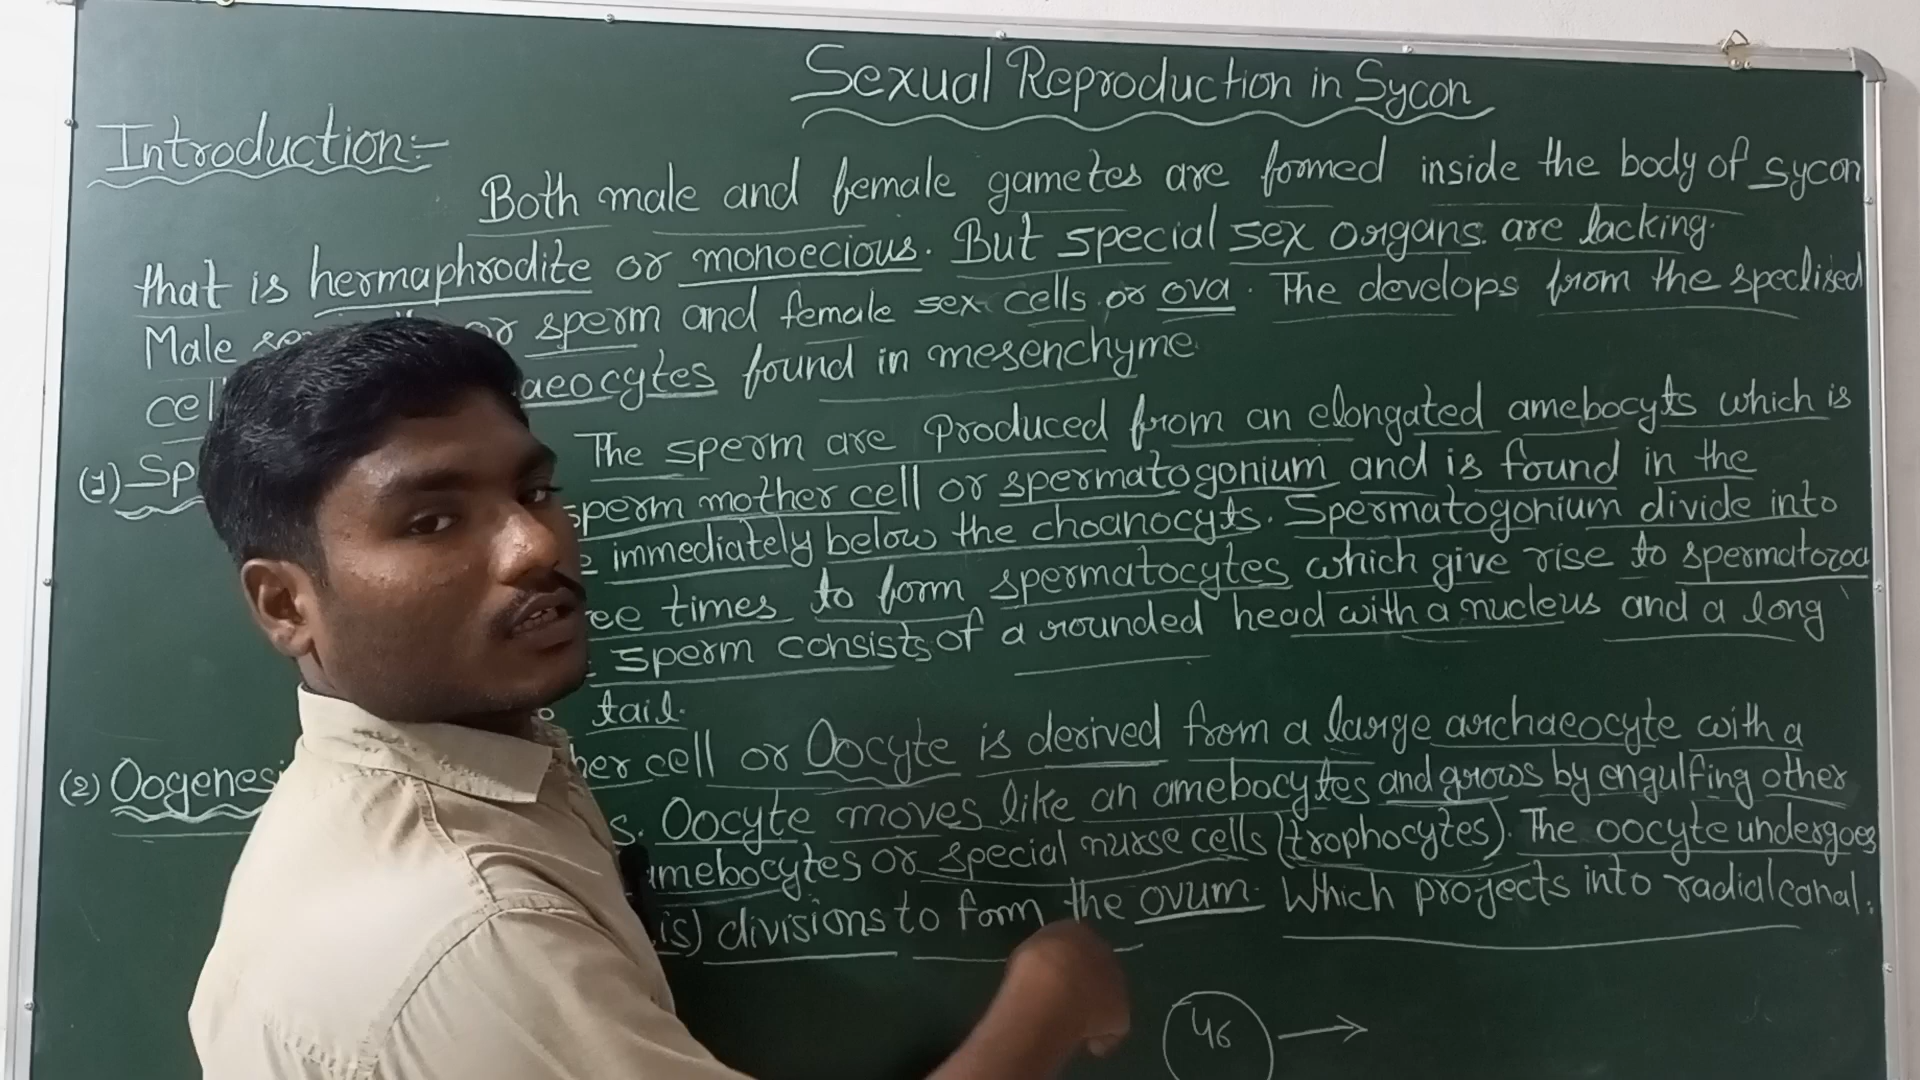 Sexual Reproduction in Sycon
Introduction:-
Both male and female gametes are formed inside the body of sycon
that is hermaphrodite or monoecious. But special sex organs are lacking.
Male or sperm and female sex cells or ova. The develops from the speclised
cell aeocytes found in mesenchyme
(1) Sp The sperm are produced from an elongated amebocyts which is
sperm mother cell or spermatogonium and is found in the
immediately below the choanocyts. Spermatogonium divide into
ree times to form spermatocytes which give rise to spermatozoa
sperm consists of a rounded head with a nucleus and a long
tail.
(2) Oogenesi her cell or Oocyte is derived from a large archaeocyte with a
s. Oocyte moves like an amebocytes and grows by engulfing other
amebocytes or special nurse cells (trophocytes). The oocyte undergoes
is) divisions to form the ovum. Which projects into radial canal.
46 →